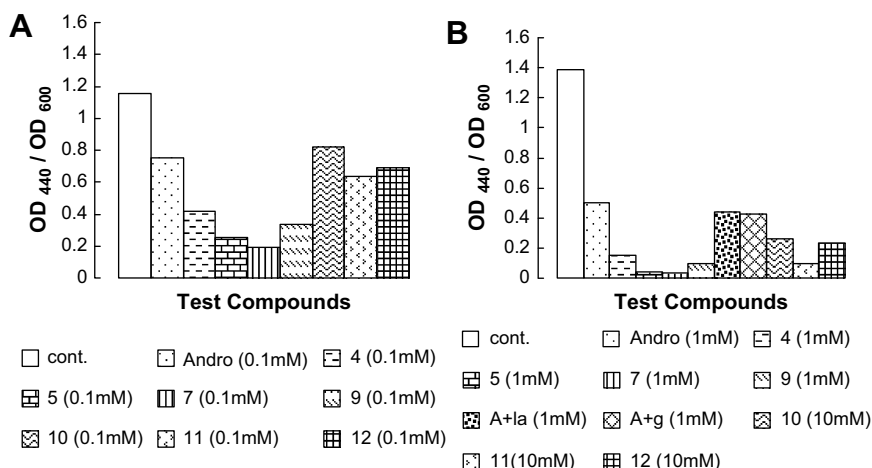 A
OD 440 / OD 600
1.6
1.4
1.2
1
0.8
0.6
0.4
0.2
0
Test Compounds
cont. Andro (0.1mM) 4 (0.1mM)
5 (0.1mM) 7 (0.1mM) 9 (0.1mM)
10 (0.1mM) 11 (0.1mM) 12 (0.1mM)
B
OD 440 / OD 600
1.6
1.4
1.2
1
0.8
0.6
0.4
0.2
0
Test Compounds
cont. Andro (1mM) 4 (1mM)
5 (1mM) 7 (1mM) 9 (1mM)
A+la (1mM) A+g (1mM) 10 (10mM)
11(10mM) 12 (10mM)